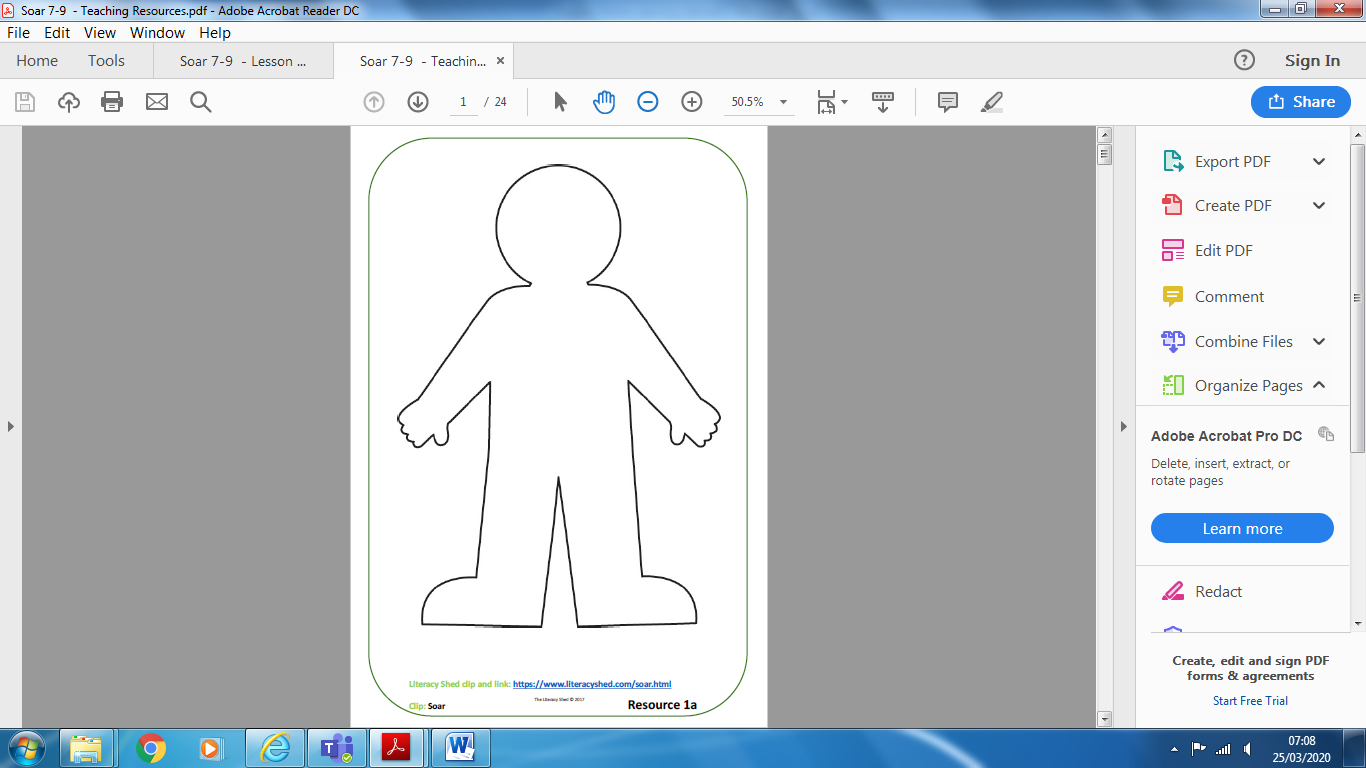 Soar 7-9  - Teaching Resources.pdf - Adobe Acrobat Reader DC
File Edit View Window Help
Home Tools Soar 7-9  - Lesson ... Soar 7-9  - Teachin... × Sign In
1 / 24 50.5% Share
Export PDF
Create PDF
Edit PDF
Comment
Combine Files
Organize Pages
Adobe Acrobat Pro DC
Delete, insert, extract, or
rotate pages
Learn more
Redact
Create, edit and sign PDF
forms & agreements
Start Free Trial
Literacy Shed clip and link: https://www.literacyshed.com/soar.html
The Literacy Shed © 2017
Clip: Soar Resource 1a
07:08
25/03/2020